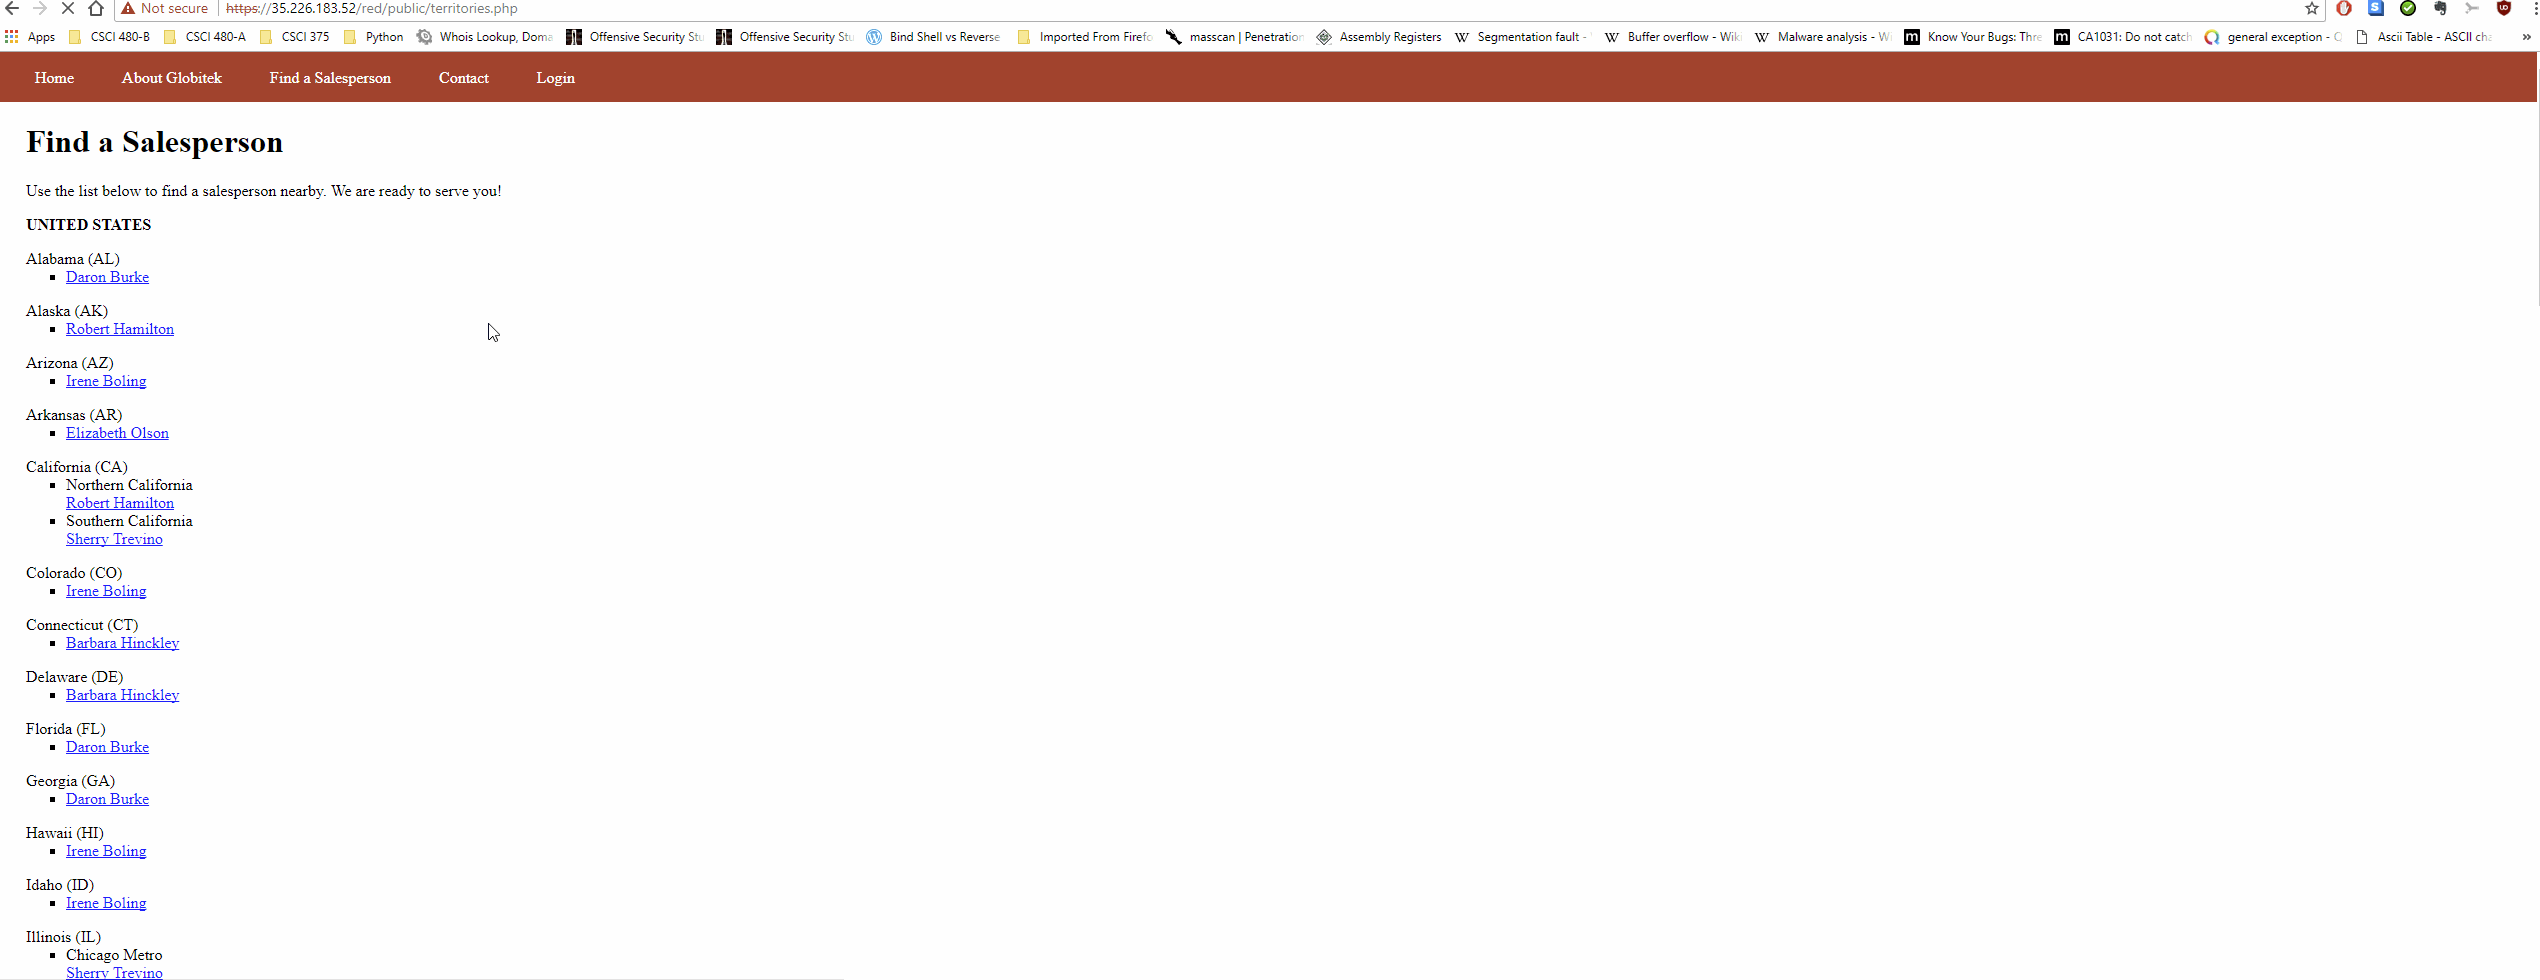 Not secure https://35.226.183.52/red/public/territories.php
Apps CSCI 480-B CSCI 480-A CSCI 375 Python Whois Lookup, Doma Offensive Security Stu Offensive Security Stu Bind Shell vs Reverse Imported From Firefo masscan | Penetration Assembly Registers Segmentation fault - Buffer overflow - Wiki Malware analysis - Wi Know Your Bugs: Thre CA1031: Do not catch general exception - C Ascii Table - ASCII cha »
Home About Globitek Find a Salesperson Contact Login
Find a Salesperson
Use the list below to find a salesperson nearby. We are ready to serve you!
UNITED STATES
Alabama (AL)
Daron Burke
Alaska (AK)
Robert Hamilton
Arizona (AZ)
Irene Boling
Arkansas (AR)
Elizabeth Olson
California (CA)
Northern California
Robert Hamilton
Southern California
Sherry Trevino
Colorado (CO)
Irene Boling
Connecticut (CT)
Barbara Hinckley
Delaware (DE)
Barbara Hinckley
Florida (FL)
Daron Burke
Georgia (GA)
Daron Burke
Hawaii (HI)
Irene Boling
Idaho (ID)
Irene Boling
Illinois (IL)
Chicago Metro
Sherry Trevino